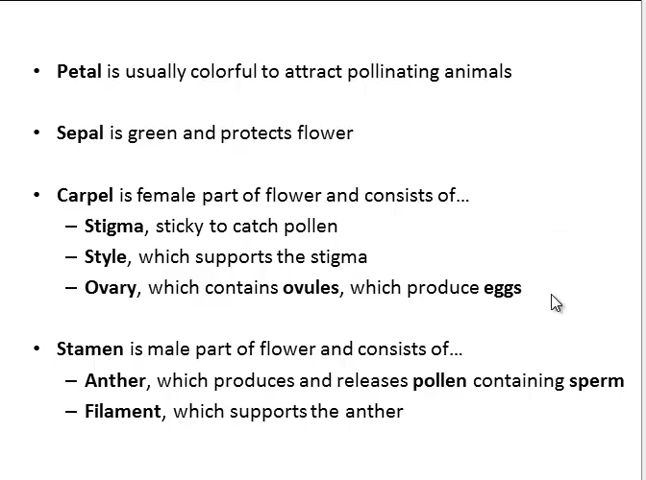 • Petal is usually colorful to attract pollinating animals
• Sepal is green and protects flower
• Carpel is female part of flower and consists of...
– Stigma, sticky to catch pollen
– Style, which supports the stigma
– Ovary, which contains ovules, which produce eggs
• Stamen is male part of flower and consists of...
– Anther, which produces and releases pollen containing sperm
– Filament, which supports the anther